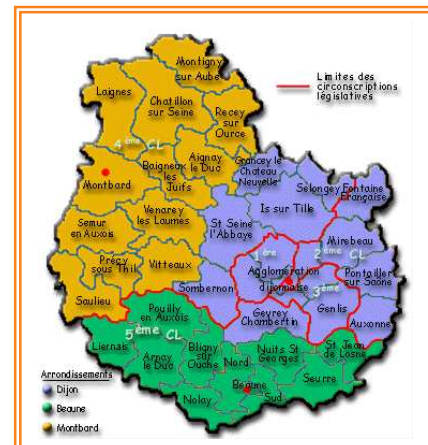 Montigny
sur Aube
Limites des
circonscriptions
législatives
Laignes
Chatillon
sur Seine
Recey
sur
Ource
4ème CL
Aignay
le Duc
Baigneux
les
Juifs
Grancey le
Chateau
Neuvelle
Montbard
Selongey
Fontaine
Française
Is sur Tille
Venarey
les Laumes
St Seine
l'Abbaye
Semur
en Auxois
Mirebeau
1ère
2ème CL
Précy
sous Thil
Vitteaux
Agglomération
dijonnaise
Pontailler
sur Saône
3ème
Sombernon
Saulieu
Genlis
Gevrey
Chambertin
Pouilly
en Auxois
Auxonne
5ème CL
Liernais
Bligny
sur
Ouche
Nuits St
Georges
St Jean
de Losne
Arnay
le Duc
Nord
Beaune
Seurre
Sud
Nolay
Arrondissements
Dijon
Beaune
Montbard